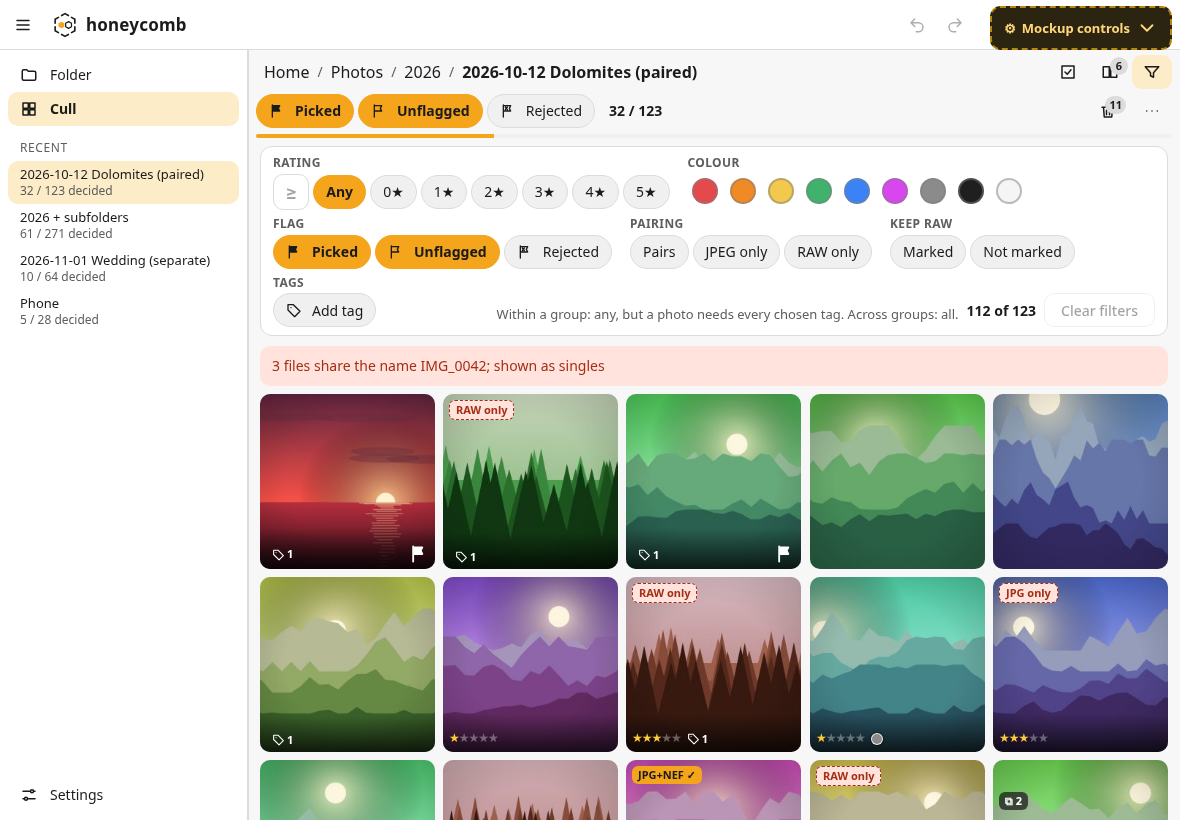 honeycomb
⚙ Mockup controls
Folder
Cull
RECENT
2026-10-12 Dolomites (paired)
32 / 123 decided
2026 + subfolders
61 / 271 decided
2026-11-01 Wedding (separate)
10 / 64 decided
Phone
5 / 28 decided
Settings
Home / Photos / 2026 / 2026-10-12 Dolomites (paired)
6
Picked Unflagged Rejected 32 / 123
11
RATING
≥ Any 0★ 1★ 2★ 3★ 4★ 5★
COLOUR
FLAG
Picked Unflagged Rejected
PAIRING
Pairs JPEG only RAW only
KEEP RAW
Marked Not marked
TAGS
Add tag
Within a group: any, but a photo needs every chosen tag. Across groups: all. 112 of 123 Clear filters
3 files share the name IMG_0042; shown as singles
1
RAW only
1
1
1
★★★★★
RAW only
★★★★★ 1
★★★★★
JPG only
★★★★★
JPG+NEF ✓
RAW only
2